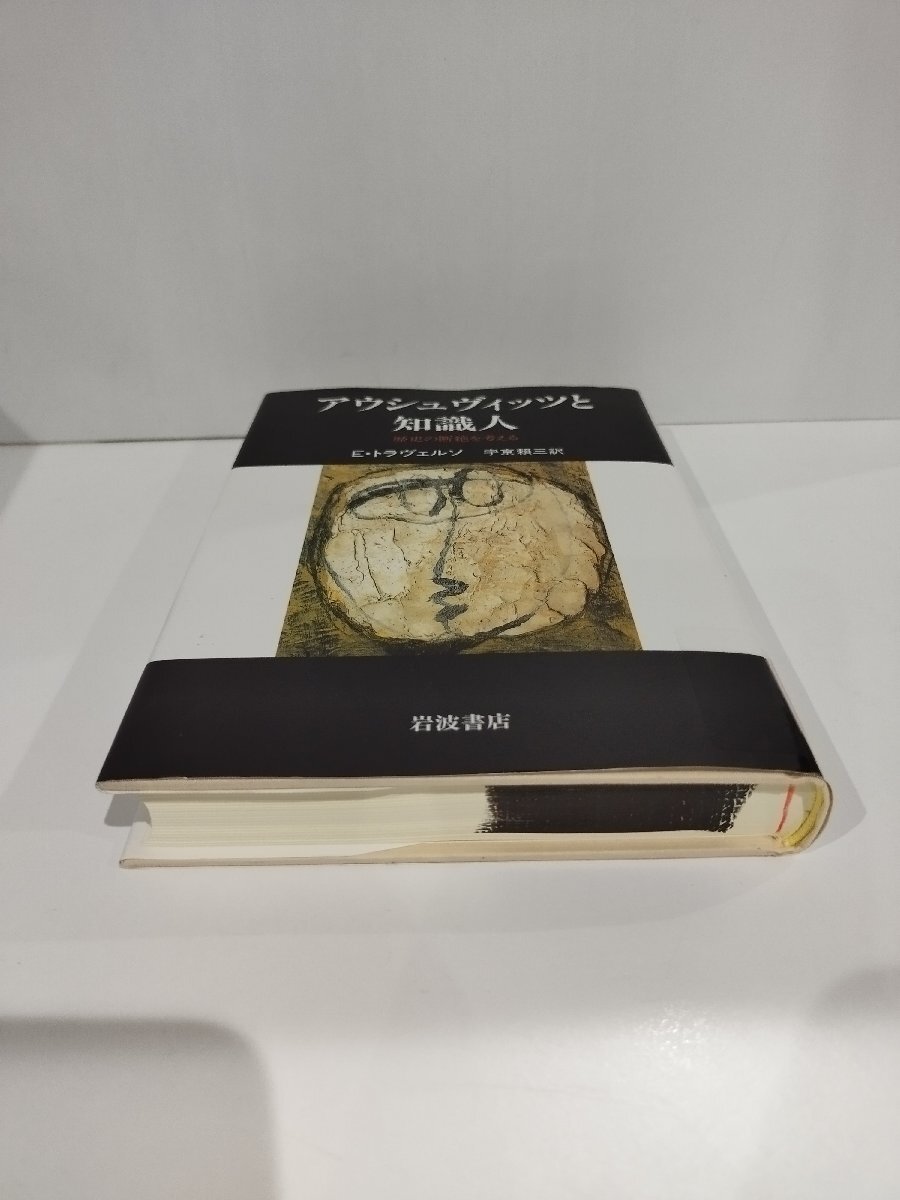 アウシュヴィッツと
知識人
歴史の断絶を考える
E・トラヴェルソ 宇京頼三訳
岩波書店